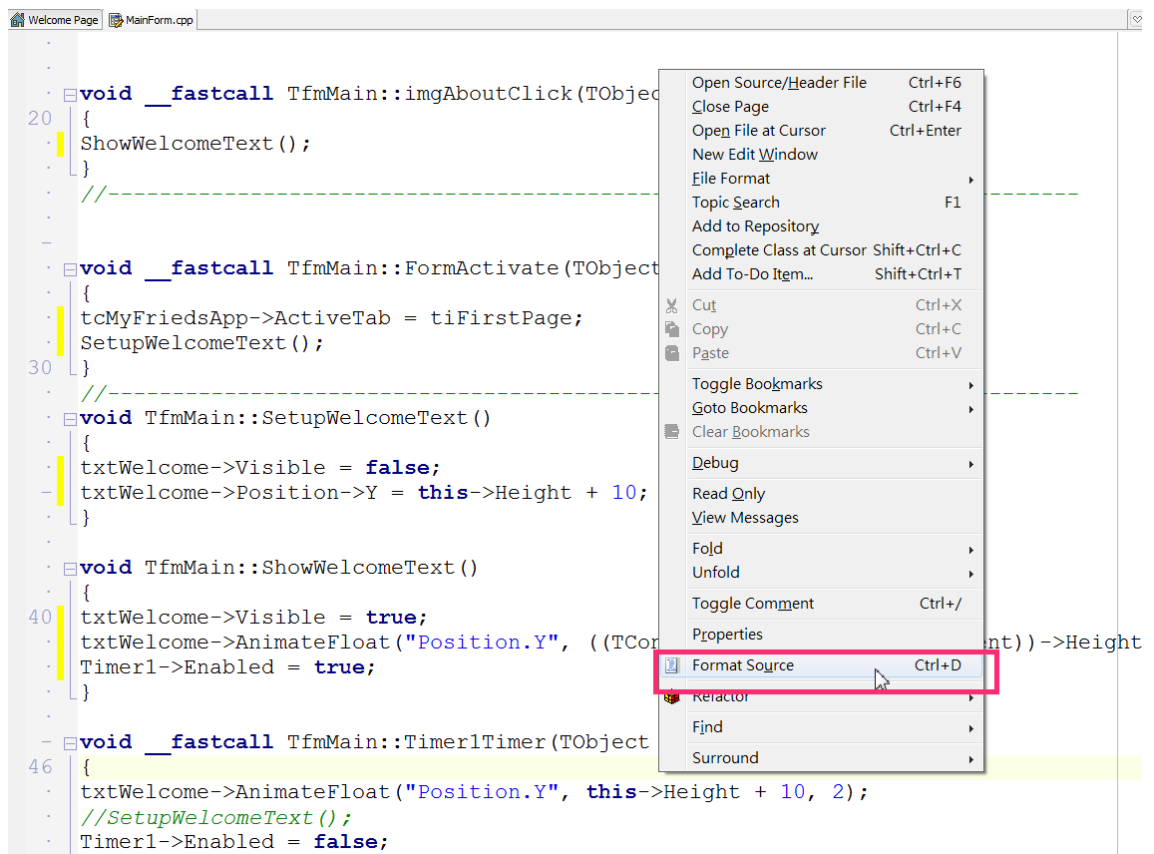 Welcome Page MainForm.cpp
void __fastcall TfmMain::imgAboutClick(TObjec
20 {
ShowWelcomeText();
}
//--------------------------------------------------------------------------
void __fastcall TfmMain::FormActivate(TObject
{
tcMyFriedsApp->ActiveTab = tiFirstPage;
SetupWelcomeText();
30 }
//--------------------------------------------------------------------------
void TfmMain::SetupWelcomeText()
{
txtWelcome->Visible = false;
txtWelcome->Position->Y = this->Height + 10;
}
void TfmMain::ShowWelcomeText()
{
40 txtWelcome->Visible = true;
txtWelcome->AnimateFloat("Position.Y", ((TCon nt))->Height
Timer1->Enabled = true;
}
void __fastcall TfmMain::Timer1Timer(TObject
46 {
txtWelcome->AnimateFloat("Position.Y", this->Height + 10, 2);
//SetupWelcomeText();
Timer1->Enabled = false;
Open Source/Header File Ctrl+F6
Close Page Ctrl+F4
Open File at Cursor Ctrl+Enter
New Edit Window
File Format
Topic Search F1
Add to Repository
Complete Class at Cursor Shift+Ctrl+C
Add To-Do Item... Shift+Ctrl+T
Cut Ctrl+X
Copy Ctrl+C
Paste Ctrl+V
Toggle Bookmarks
Goto Bookmarks
Clear Bookmarks
Debug
Read Only
View Messages
Fold
Unfold
Toggle Comment Ctrl+/
Properties
Format Source Ctrl+D
Refactor
Find
Surround